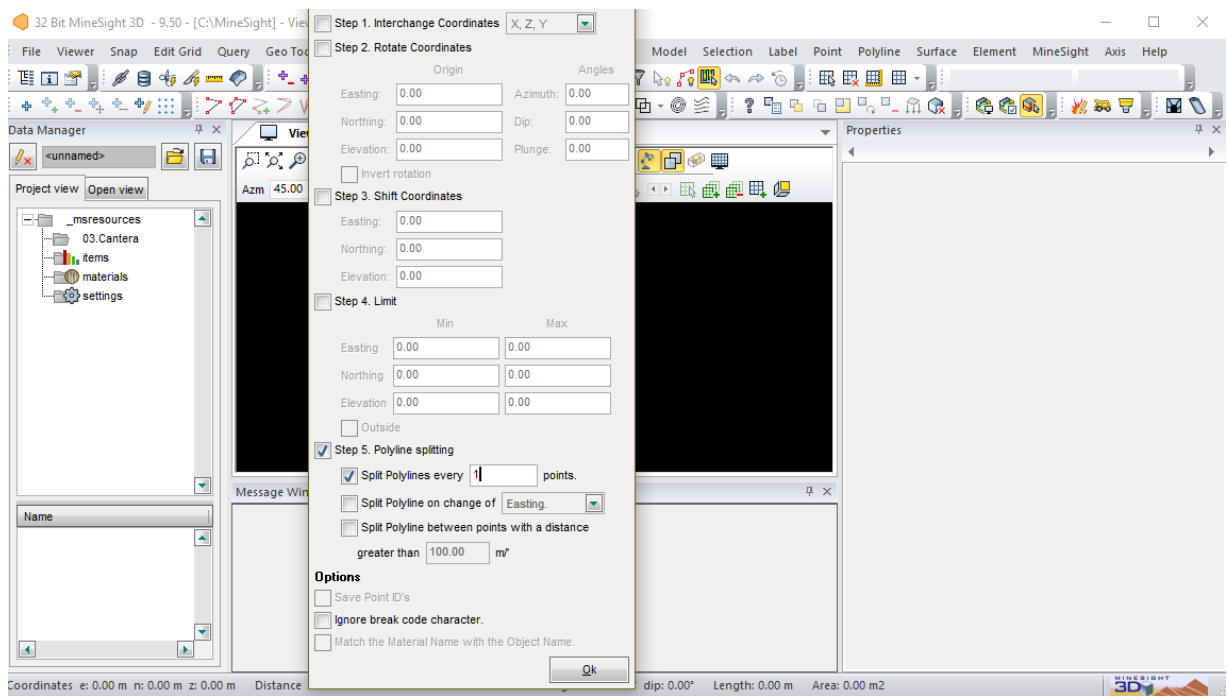 32 Bit MineSight 3D - 9.50 - [C:\MineSight] - Vie
File Viewer Snap Edit Grid Query Geo Too
Model Selection Label Point Polyline Surface Element MineSight Axis Help
Data Manager
<unnamed>
Project view Open view
_msresources
03.Cantera
items
materials
settings
Name
View
Azm 45.00
Message Win
Properties
Step 1. Interchange Coordinates X, Z, Y
Step 2. Rotate Coordinates
Origin Angles
Easting: 0.00 Azimuth: 0.00
Northing: 0.00 Dip: 0.00
Elevation: 0.00 Plunge: 0.00
Invert rotation
Step 3. Shift Coordinates
Easting: 0.00
Northing: 0.00
Elevation: 0.00
Step 4. Limit
Min Max
Easting 0.00 0.00
Northing 0.00 0.00
Elevation 0.00 0.00
Outside
Step 5. Polyline splitting
Split Polylines every 1 points.
Split Polyline on change of Easting.
Split Polyline between points with a distance
greater than 100.00 m/'
Options
Save Point ID's
Ignore break code character.
Match the Material Name with the Object Name.
Ok
Coordinates e: 0.00 m n: 0.00 m z: 0.00 m Distance
dip: 0.00° Length: 0.00 m Area: 0.00 m2
MINESIGHT
3D